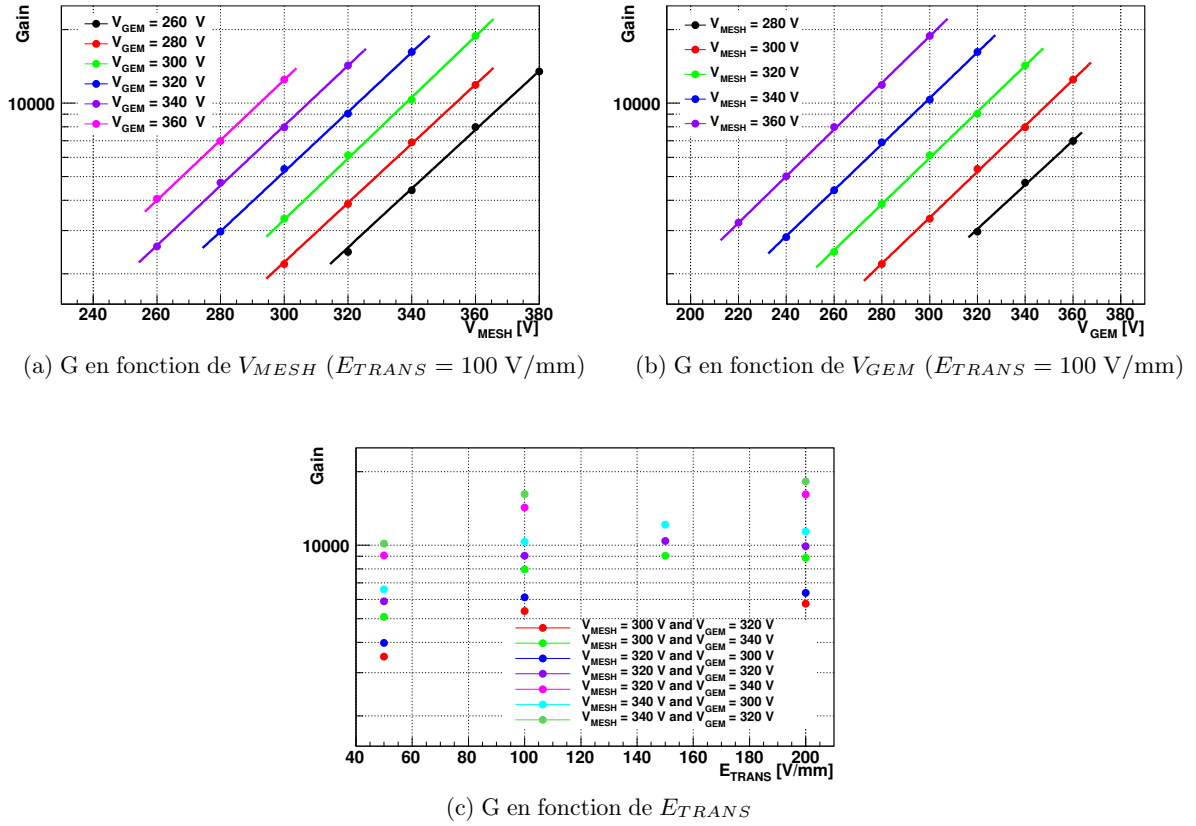 Gain
10000
V_GEM = 260 V
V_GEM = 280 V
V_GEM = 300 V
V_GEM = 320 V
V_GEM = 340 V
V_GEM = 360 V
240 260 280 300 320 340 360 380
V_MESH [V]
(a) G en fonction de V_MESH (E_TRANS = 100 V/mm)
Gain
10000
V_MESH = 280 V
V_MESH = 300 V
V_MESH = 320 V
V_MESH = 340 V
V_MESH = 360 V
200 220 240 260 280 300 320 340 360 380
V_GEM [V]
(b) G en fonction de V_GEM (E_TRANS = 100 V/mm)
Gain
10000
V_MESH = 300 V and V_GEM = 320 V
V_MESH = 300 V and V_GEM = 340 V
V_MESH = 320 V and V_GEM = 300 V
V_MESH = 320 V and V_GEM = 320 V
V_MESH = 320 V and V_GEM = 340 V
V_MESH = 340 V and V_GEM = 300 V
V_MESH = 340 V and V_GEM = 320 V
40 60 80 100 120 140 160 180 200
E_TRANS [V/mm]
(c) G en fonction de E_TRANS